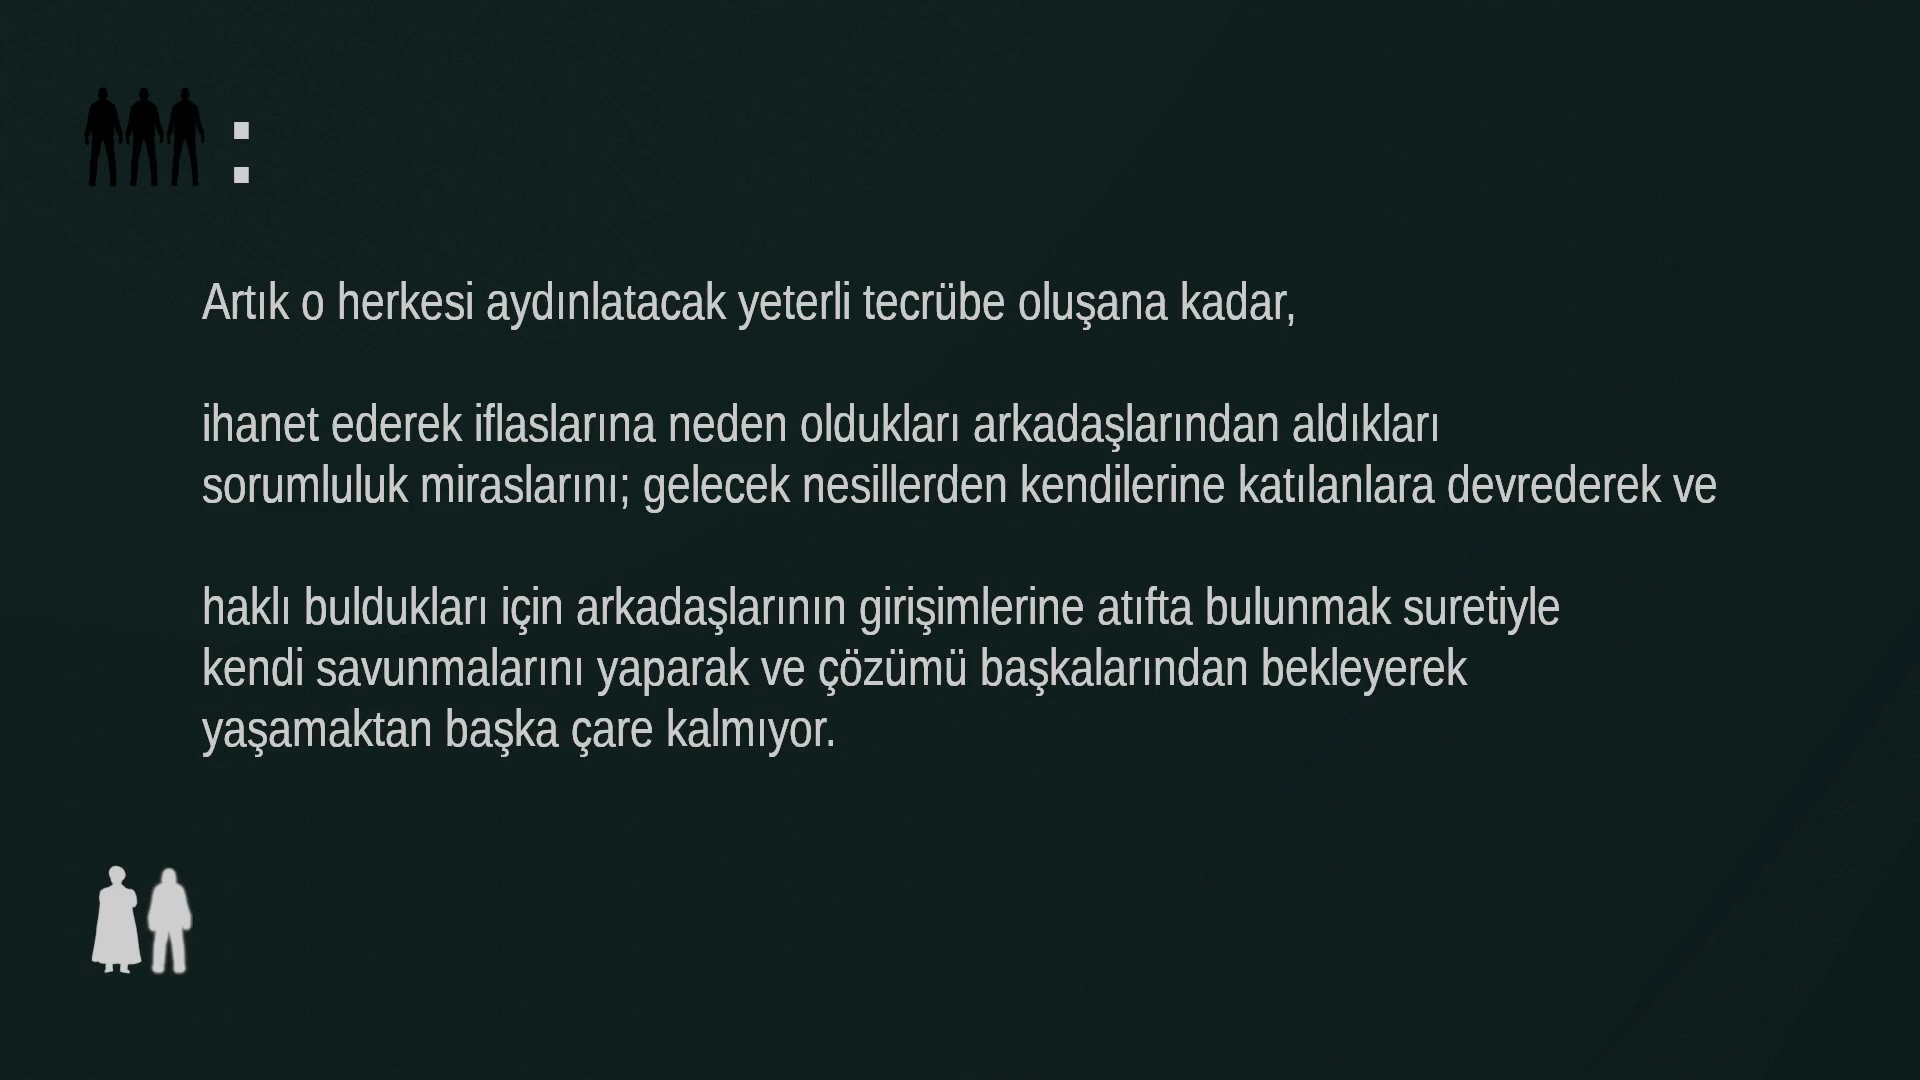 :
Artık o herkesi aydınlatacak yeterli tecrübe oluşana kadar,
ihanet ederek iflaslarına neden oldukları arkadaşlarından aldıkları
sorumluluk miraslarını; gelecek nesillerden kendilerine katılanlara devrederek ve
haklı buldukları için arkadaşlarının girişimlerine atıfta bulunmak suretiyle
kendi savunmalarını yaparak ve çözümü başkalarından bekleyerek
yaşamaktan başka çare kalmıyor.